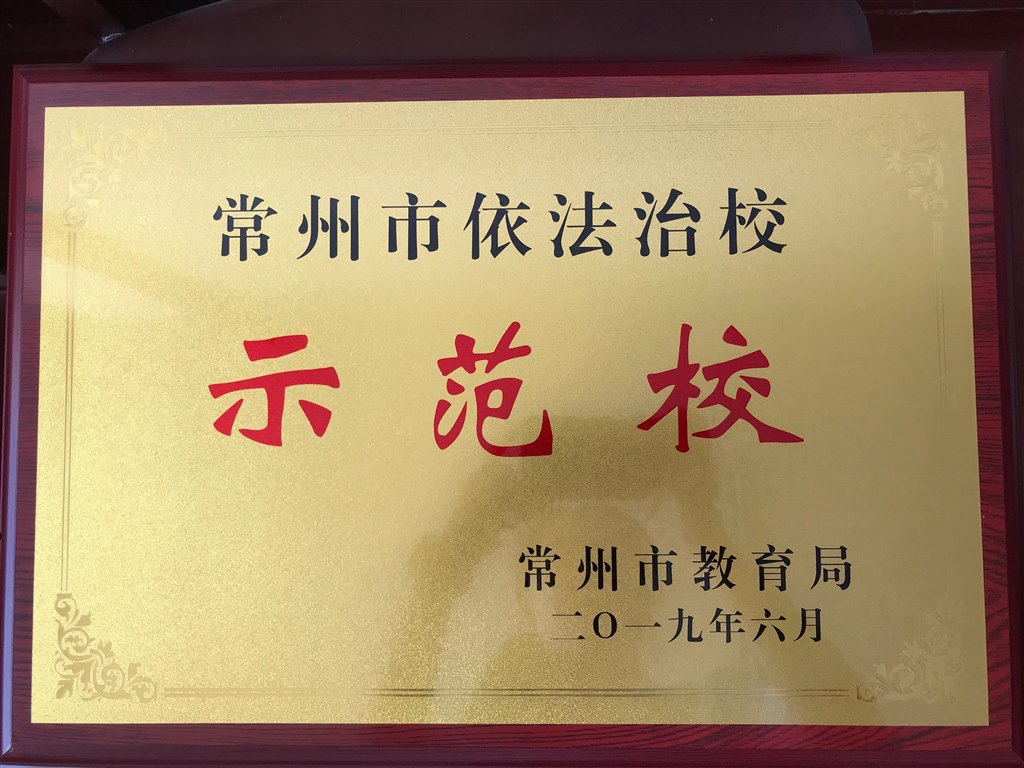 常州市依法治校
示范校
常州市教育局
二〇一九年六月